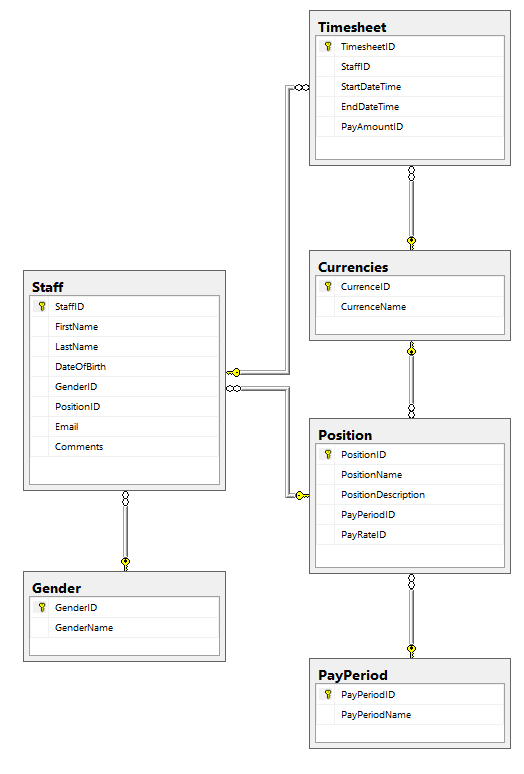 Timesheet
TimesheetID
StaffID
StartDateTime
EndDateTime
PayAmountID
Currencies
CurrenceID
CurrenceName
Staff
StaffID
FirstName
LastName
DateOfBirth
GenderID
PositionID
Email
Comments
Position
PositionID
PositionName
PositionDescription
PayPeriodID
PayRateID
Gender
GenderID
GenderName
PayPeriod
PayPeriodID
PayPeriodName